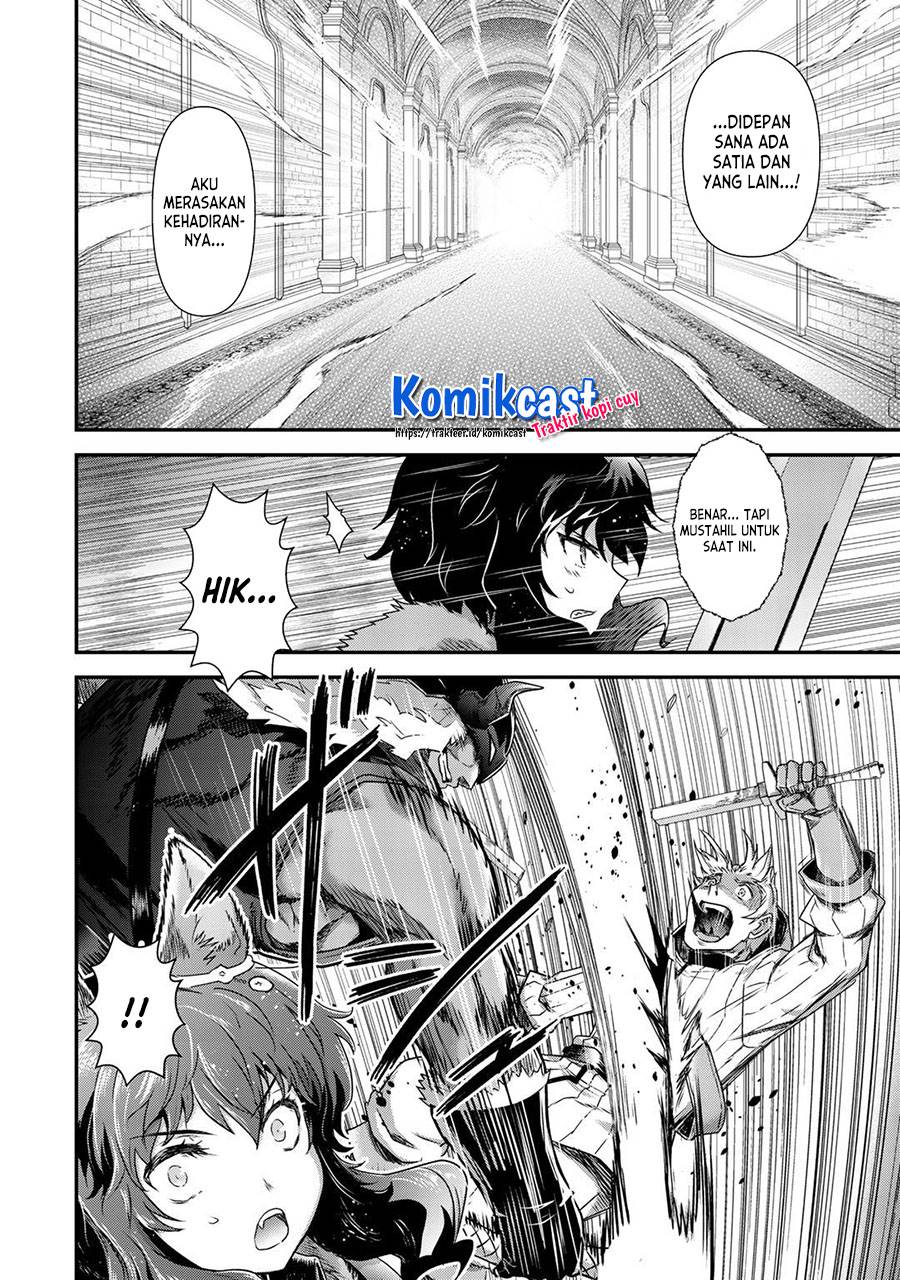 ...DIDEPAN
SANA ADA
SATIA DAN
YANG LAIN...!
AKU
MERASAKAN
KEHADIRAN-
NYA...
Komikcast
Traktir kopi cuy
https://trakteer.id/komikcast
BENAR... TAPI
MUSTAHIL UNTUK
SAAT INI.
HIK...
!!